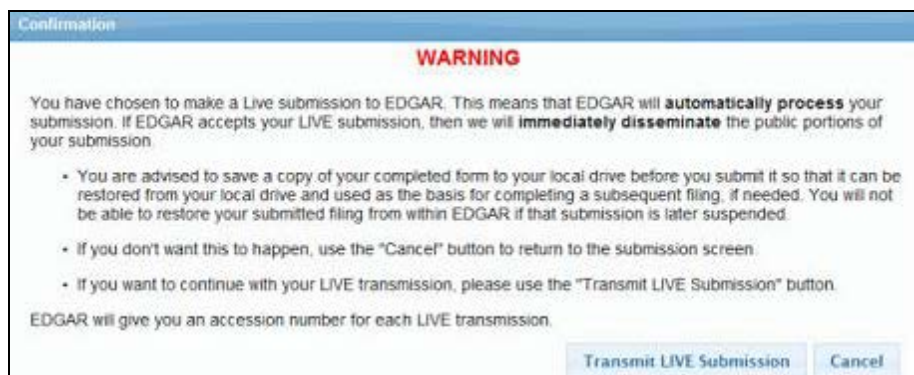 Confirmation
WARNING
You have chosen to make a Live submission to EDGAR. This means that EDGAR will automatically process your
submission. If EDGAR accepts your LIVE submission, then we will immediately disseminate the public portions of
your submission.
• You are advised to save a copy of your completed form to your local drive before you submit it so that it can be
restored from your local drive and used as the basis for completing a subsequent filing, if needed. You will not
be able to restore your submitted filing from within EDGAR if that submission is later suspended.
• If you don't want this to happen, use the "Cancel" button to return to the submission screen.
• If you want to continue with your LIVE transmission, please use the "Transmit LIVE Submission" button.
EDGAR will give you an accession number for each LIVE transmission.
Transmit LIVE Submission Cancel